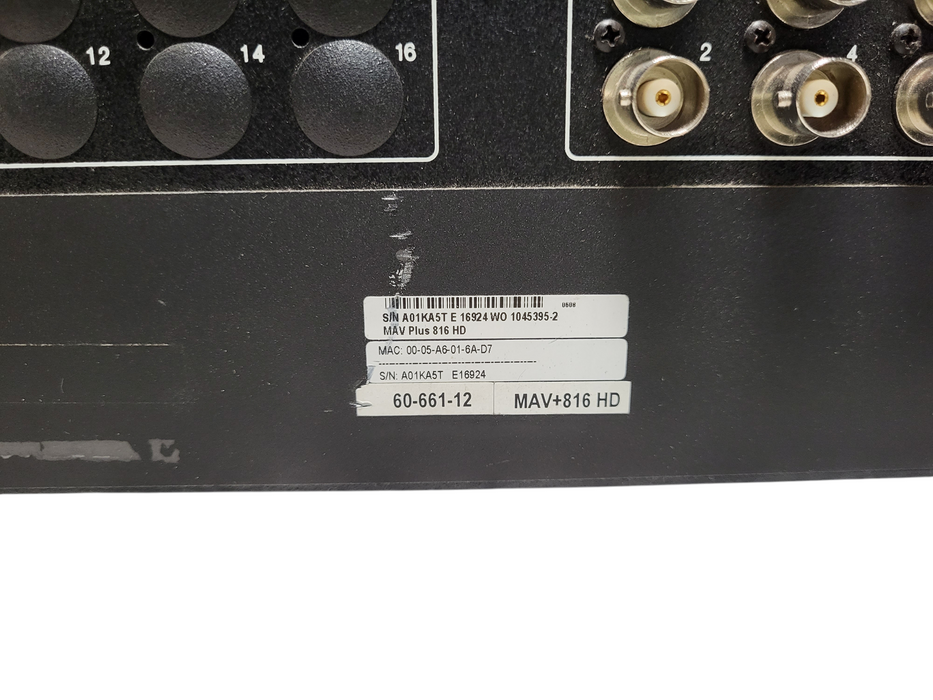 12
14
16
2
4
0608
S/N A01KA5T E 16924 WO 1045395-2
MAV Plus 816 HD
MAC: 00-05-A6-01-6A-D7
S/N: A01KA5T E16924
60-661-12 MAV+816 HD